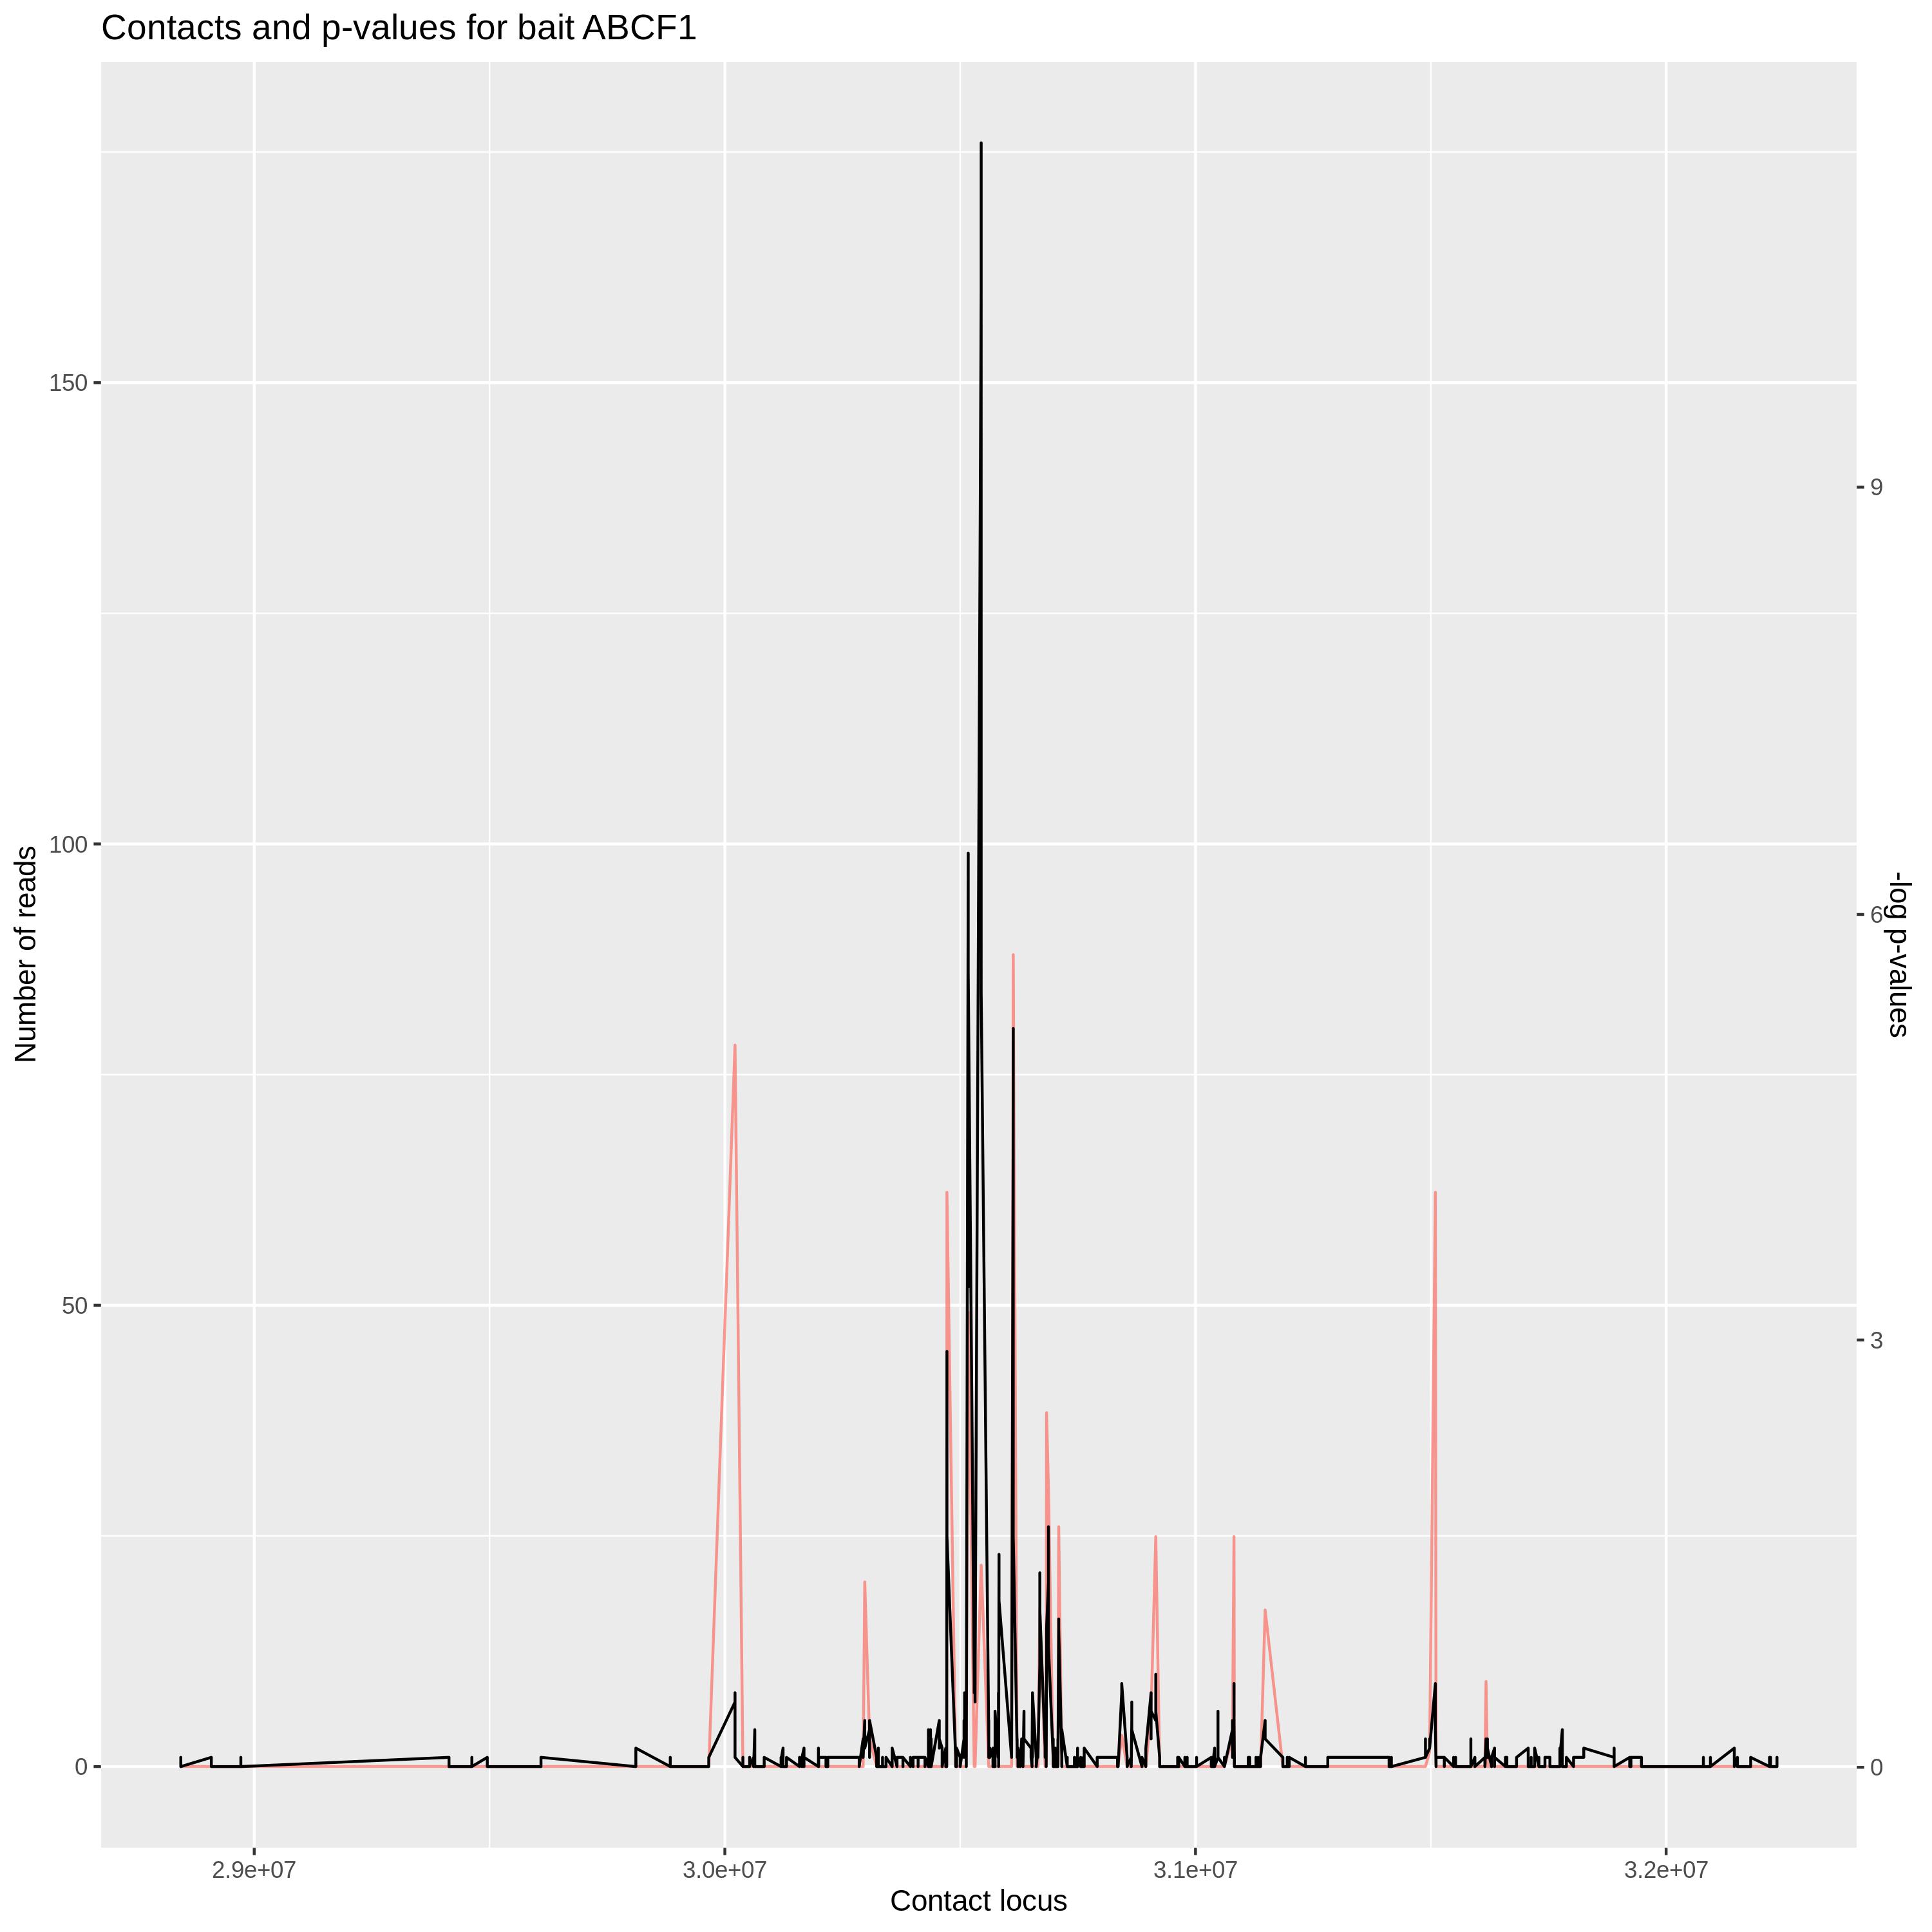 Contacts and p-values for bait ABCF1
150
100
50
0
Number of reads
9
6
3
0
-log p-values
2.9e+07
3.0e+07
3.1e+07
3.2e+07
Contact locus